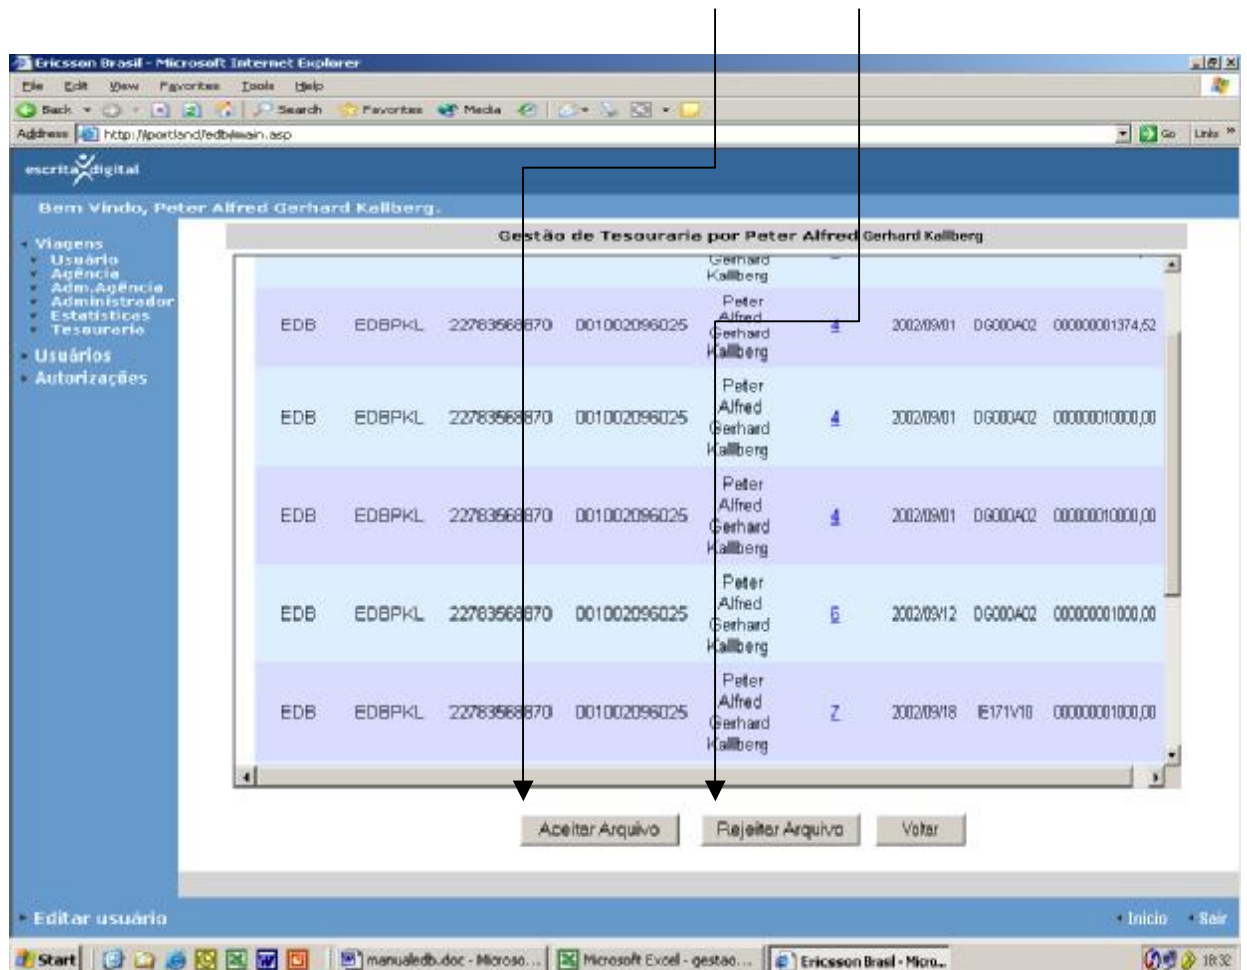 Ericsson Brasil - Microsoft Internet Explorer
File Edit View Favorites Tools Help
Back Search Favorites Media
Address http://iportland/edb/main.asp Go Links »
escrita digital
Bem Vindo, Peter Alfred Gerhard Kallberg.
Viagens
Usuário
Agência
Adm.Agência
Administrador
Estatísticas
Tesouraria
Usuários
Autorizações
Gestão de Tesouraria por Peter Alfred Gerhard Kallberg
Gerhard
Kallberg
EDB EDBPKL 22783568870 001002096025 Peter Alfred Gerhard Kallberg 4 2002/09/01 DG000A02 000000001374,52
EDB EDBPKL 22783568870 001002096025 Peter Alfred Gerhard Kallberg 4 2002/09/01 DG000A02 000000010000,00
EDB EDBPKL 22783568870 001002096025 Peter Alfred Gerhard Kallberg 4 2002/09/01 DG000A02 000000010000,00
EDB EDBPKL 22783568870 001002096025 Peter Alfred Gerhard Kallberg 6 2002/09/12 DG000A02 000000001000,00
EDB EDBPKL 22783568870 001002096025 Peter Alfred Gerhard Kallberg 7 2002/09/18 IE171V10 000000001000,00
Aceitar Arquivo Rejeitar Arquivo Voltar
Editar usuário Início Sair
Start manualedb.doc - Microso... Microsoft Excel - gestao... Ericsson Brasil - Micro... 18:32